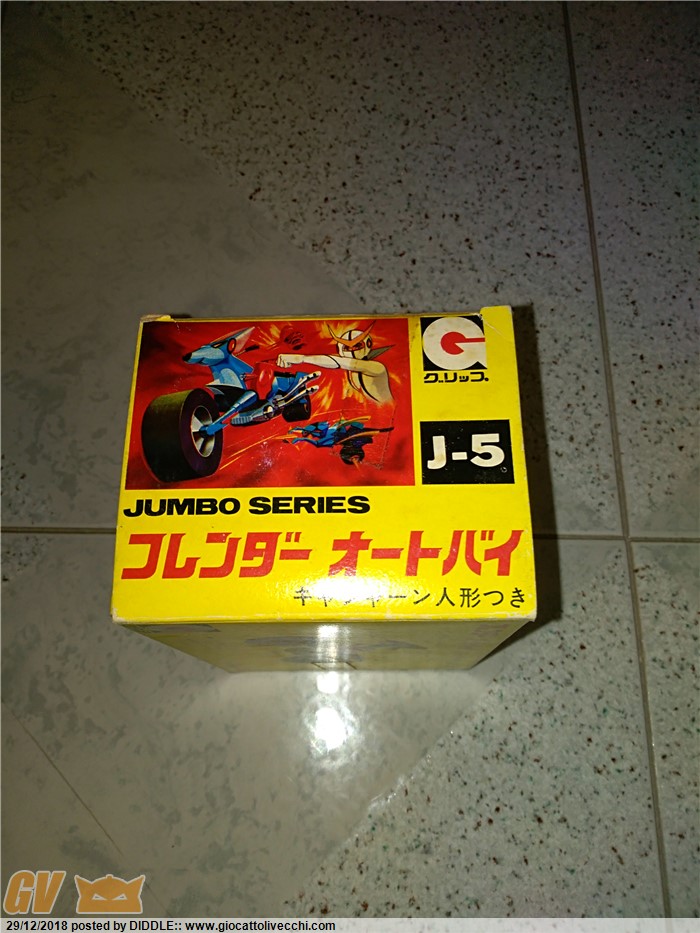 G
グリップ
J-5
JUMBO SERIES
フレンダー オートバイ
キャシャーン人形つき
GV
29/12/2018 posted by DIDDLE:: www.giocattolivecchi.com